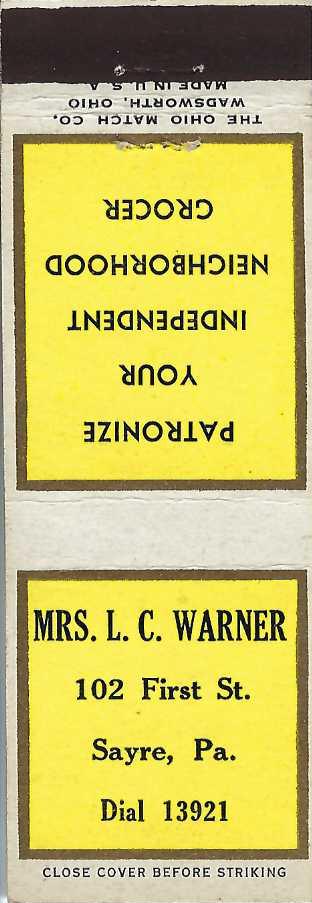 THE OHIO MATCH CO.
WADSWORTH, OHIO
MADE IN U. S. A
PATRONIZE
YOUR
INDEPENDENT
NEIGHBORHOOD
GROCER
MRS. L. C. WARNER
102 First St.
Sayre, Pa.
Dial 13921
CLOSE COVER BEFORE STRIKING